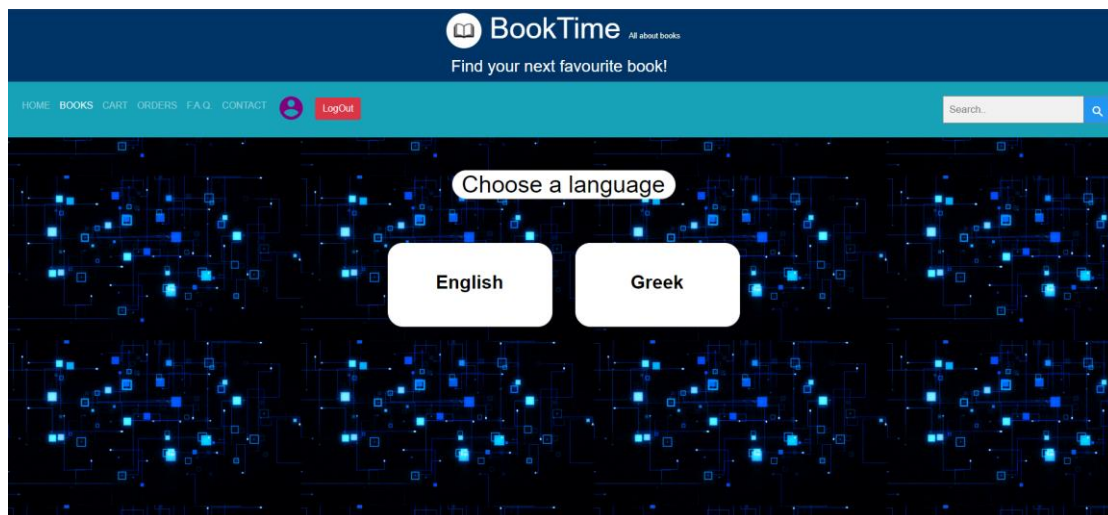 BookTime All about books
Find your next favourite book!
HOME BOOKS CART ORDERS F.A.Q. CONTACT LogOut Search..
Choose a language
English Greek